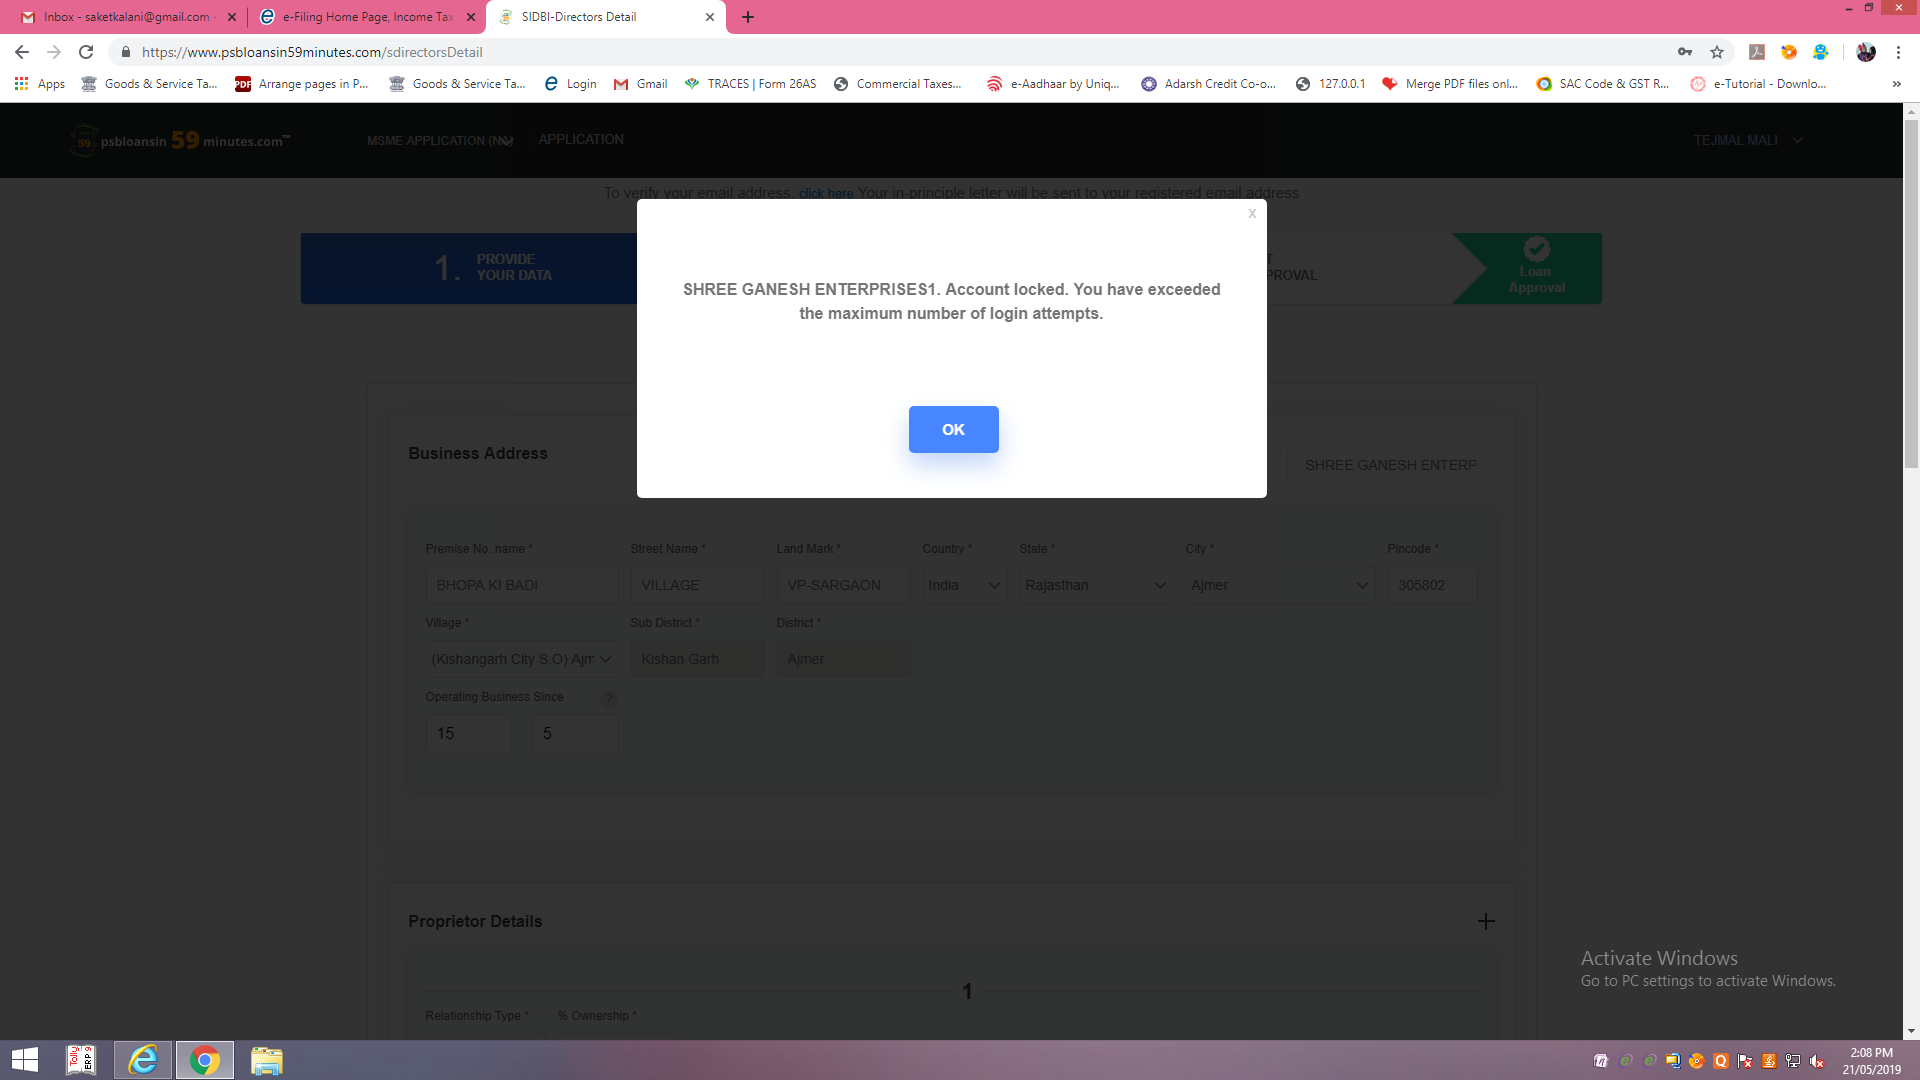 Inbox - saketkalani@gmail.com -
e-Filing Home Page, Income Tax
SIDBI-Directors Detail
https://www.psbloansin59minutes.com/sdirectorsDetail
Apps
Goods & Service Ta...
PDF
Arrange pages in P...
Goods & Service Ta...
Login
Gmail
TRACES | Form 26AS
Commercial Taxes...
e-Aadhaar by Uniq...
Adarsh Credit Co-o...
127.0.0.1
Merge PDF files onl...
SAC Code & GST R...
e-Tutorial - Downlo...
»
59 psbloansin 59 minutes.com™
MSME APPLICATION
APPLICATION
TEJMAL MALI
To verify your email address, click here Your in-principle letter will be sent to your registered email address
1. PROVIDE
YOUR DATA
T
PROVAL
Loan
Approval
X
SHREE GANESH ENTERPRISES1. Account locked. You have exceeded
the maximum number of login attempts.
OK
Business Address
SHREE GANESH ENTERP
Premise No. name *
Street Name *
Land Mark *
Country *
State *
City *
Pincode *
BHOPA KI BADI
VILLAGE
VP-SARGAON
India
Rajasthan
Ajmer
305802
Village *
Sub District *
District *
(Kishangarh City S.O) Ajm
Kishan Garh
Ajmer
Operating Business Since
?
15
5
Proprietor Details
1
Relationship Type *
% Ownership *
Activate Windows
Go to PC settings to activate Windows.
Tally
ERP 9
2:08 PM
21/05/2019